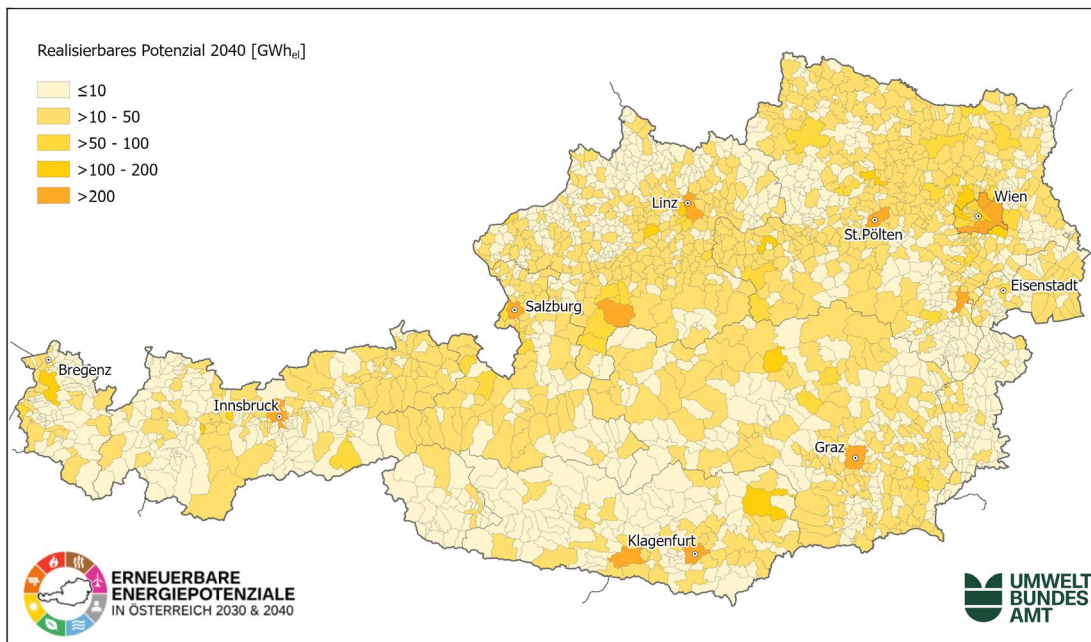 Realisierbares Potenzial 2040 [GWhel]
≤10
>10 - 50
>50 - 100
>100 - 200
>200
Linz
Wien
St.Pölten
Eisenstadt
Salzburg
Bregenz
Innsbruck
Graz
Klagenfurt
ERNEUERBARE
ENERGIEPOTENZIALE
IN ÖSTERREICH 2030 & 2040
UMWELT
BUNDES
AMT